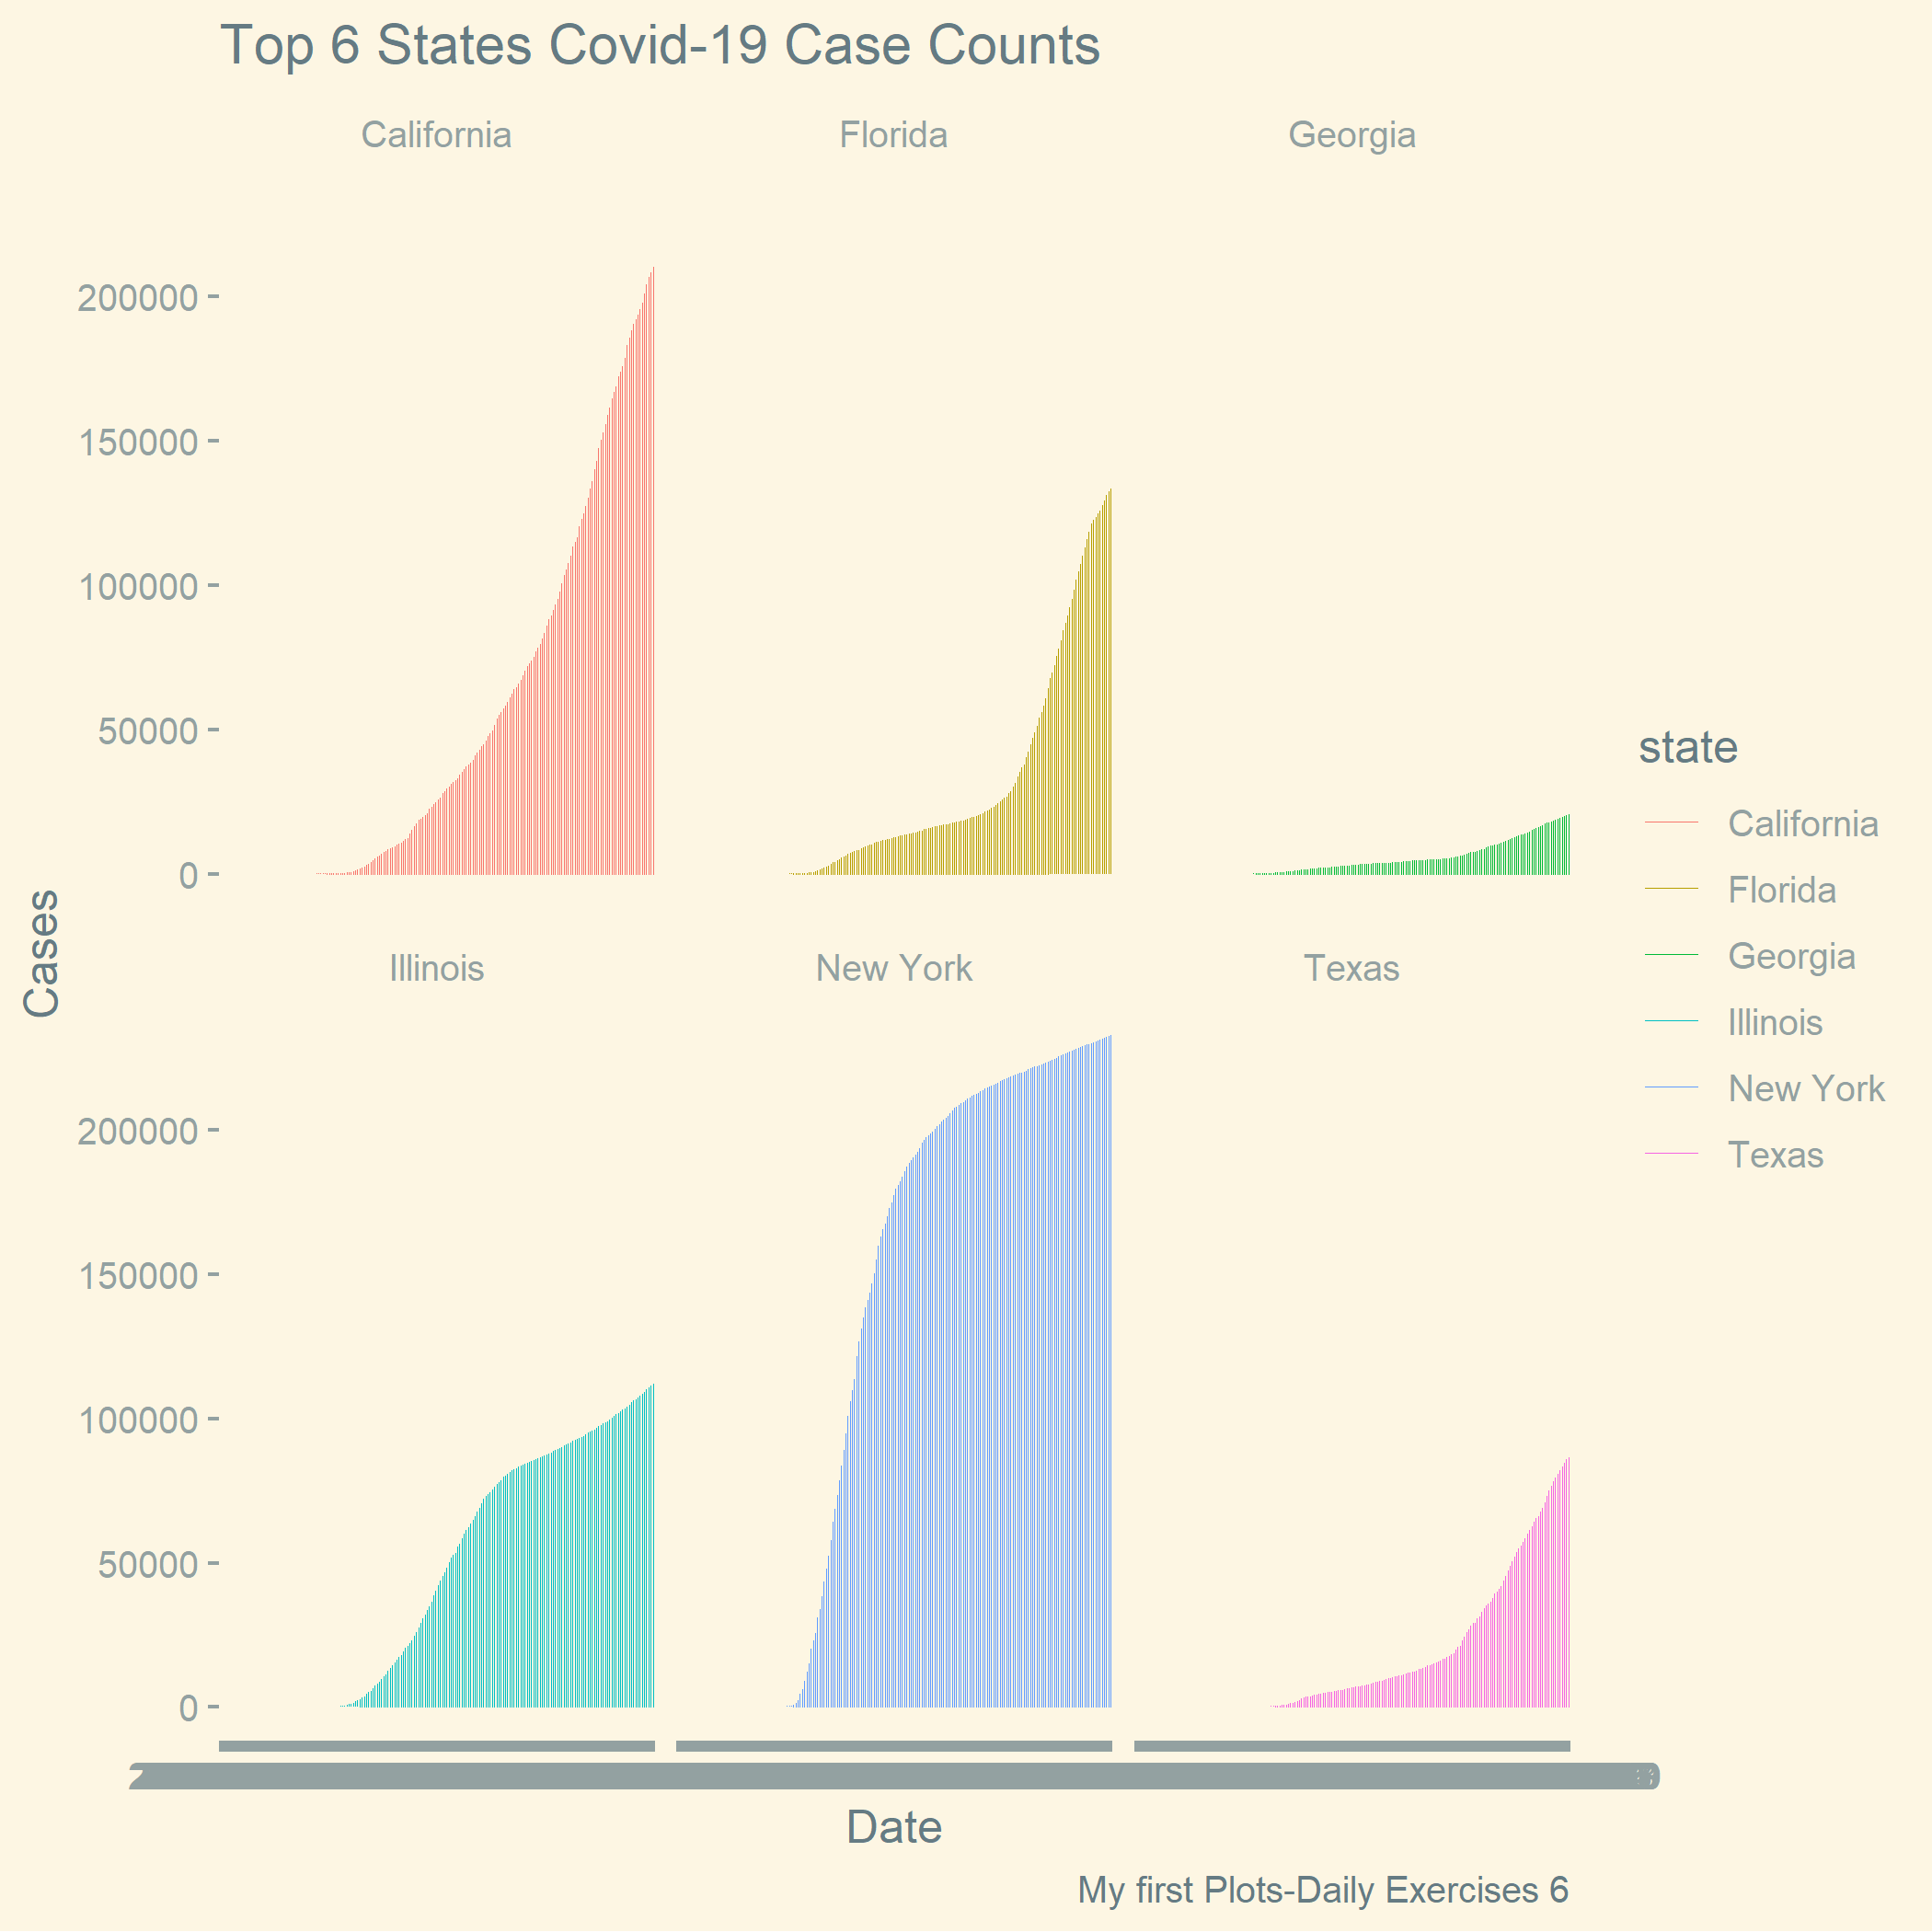 Top 6 States Covid-19 Case Counts
California
Florida
Georgia
200000
150000
100000
50000
0
Cases
Illinois
New York
Texas
200000
150000
100000
50000
0
state
California
Florida
Georgia
Illinois
New York
Texas
Date
My first Plots-Daily Exercises 6